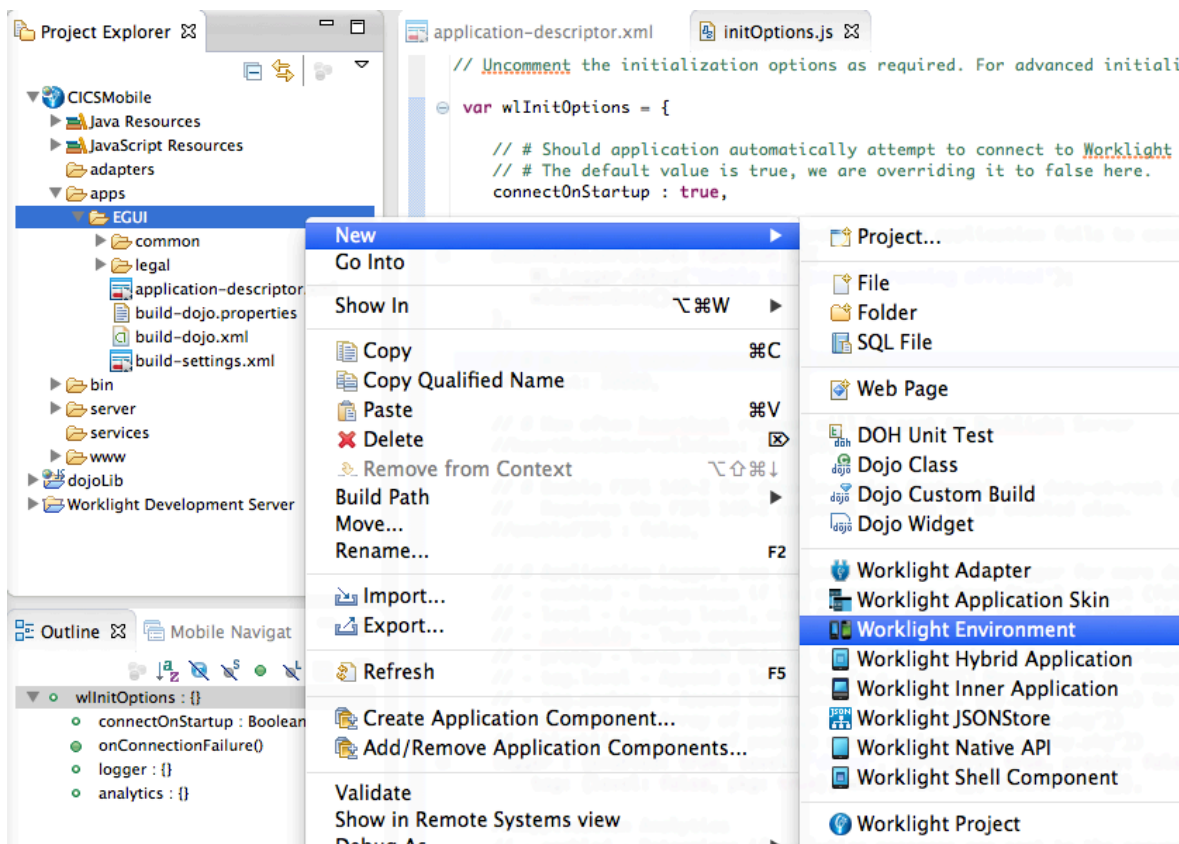 Project Explorer
CICSMobile
Java Resources
JavaScript Resources
adapters
apps
EGUI
common
legal
application-descriptor.
build-dojo.properties
build-dojo.xml
build-settings.xml
bin
server
services
www
dojoLib
Worklight Development Server
Outline
Mobile Navigat
wlInitOptions : {}
connectOnStartup : Boolean
onConnectionFailure()
logger : {}
analytics : {}
application-descriptor.xml
initOptions.js
// Uncomment the initialization options as required. For advanced initiali
var wlInitOptions = {
// # Should application automatically attempt to connect to Worklight
// # The default value is true, we are overriding it to false here.
connectOnStartup : true,
New
Go Into
Show In ⌥⌘W
Copy ⌘C
Copy Qualified Name
Paste ⌘V
Delete ⌦
Remove from Context ⌥⇧⌘↓
Build Path
Move...
Rename... F2
Import...
Export...
Refresh F5
Create Application Component...
Add/Remove Application Components...
Validate
Show in Remote Systems view
Debug As
Project...
File
Folder
SQL File
Web Page
DOH Unit Test
Dojo Class
Dojo Custom Build
Dojo Widget
Worklight Adapter
Worklight Application Skin
Worklight Environment
Worklight Hybrid Application
Worklight Inner Application
Worklight JSONStore
Worklight Native API
Worklight Shell Component
Worklight Project